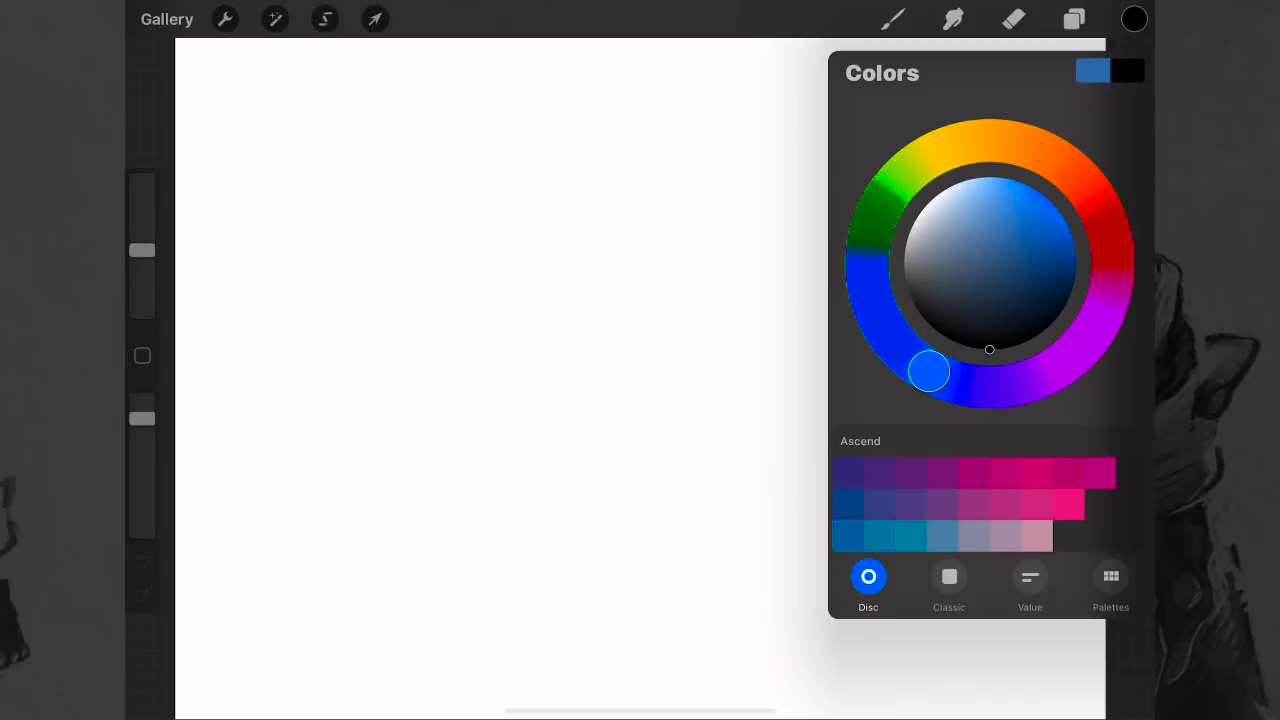 Gallery
Colors
Ascend
Disc
Classic
Value
Palettes